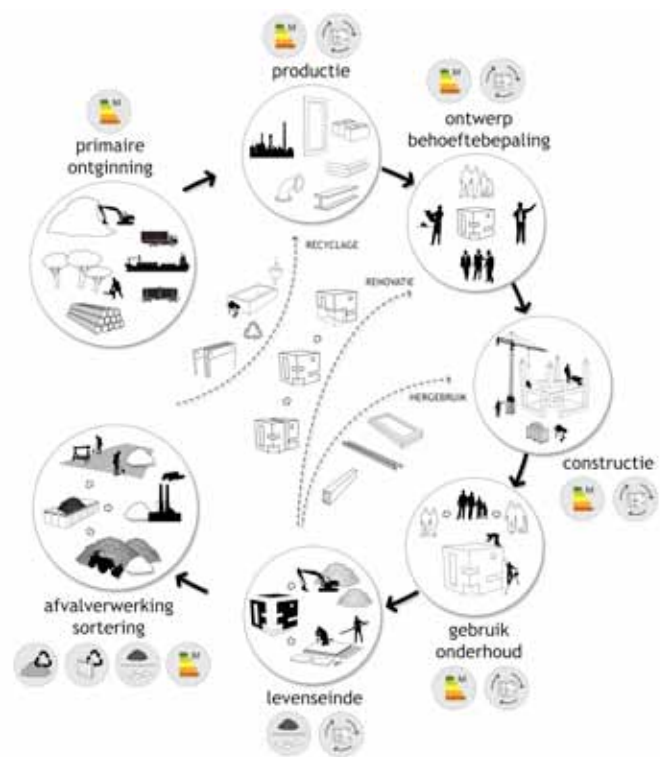 productie
ontwerp
behoeftebepaling
primaire
ontginning
RECYCLAGE
RENOVATIE
HERGEBRUIK
constructie
gebruik
onderhoud
levenseinde
afvalverwerking
sortering